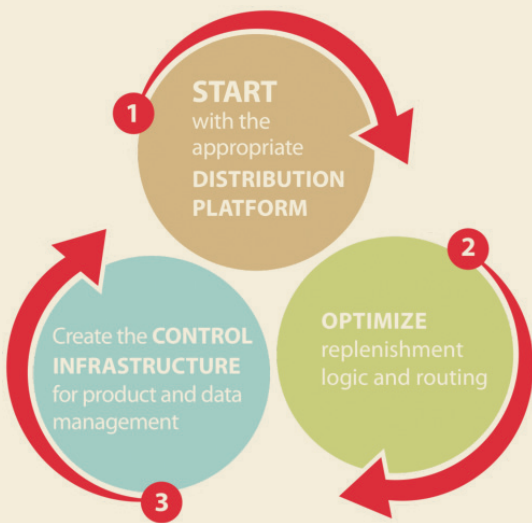 1
START
with the
appropriate
DISTRIBUTION
PLATFORM
2
OPTIMIZE
replenishment
logic and routing
Create the CONTROL
INFRASTRUCTURE
for product and data
management
3